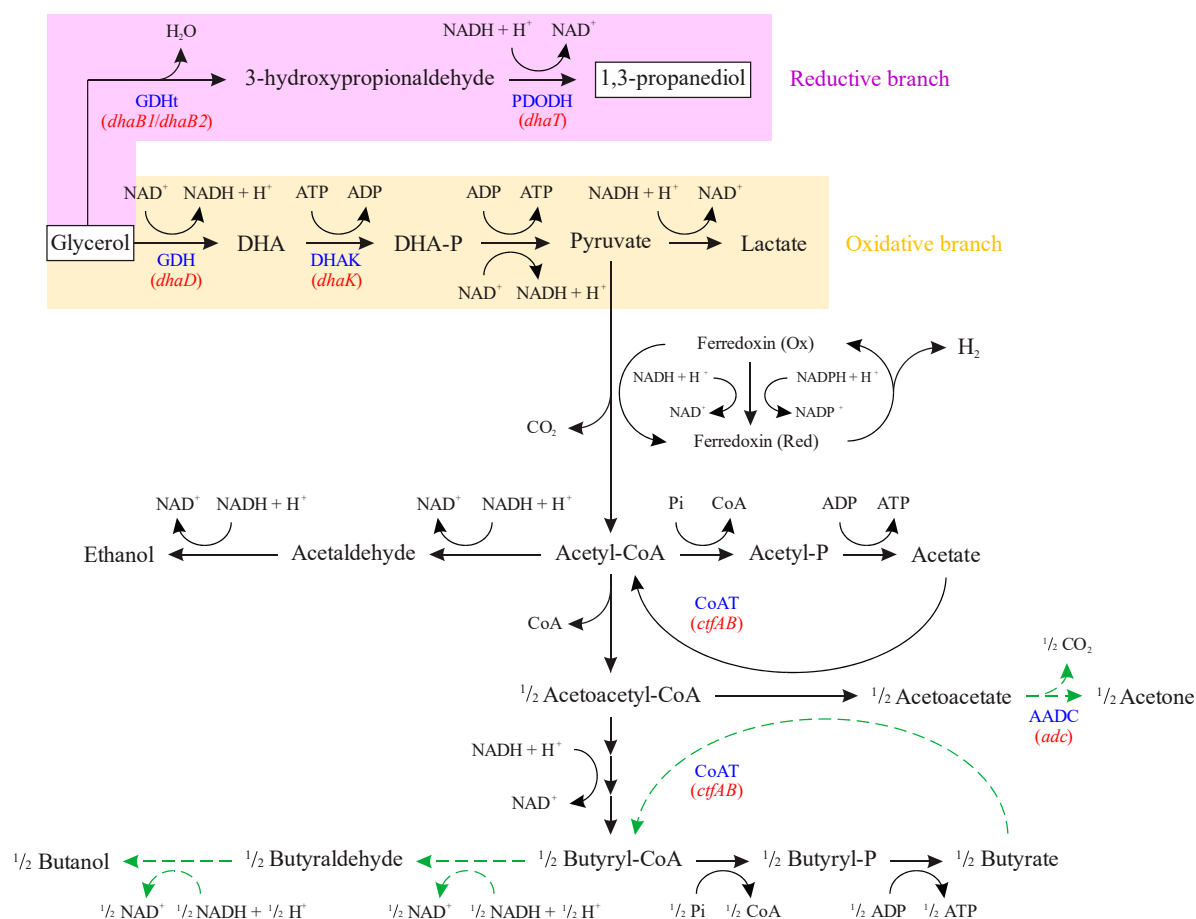 H₂O
NADH + H⁺ NAD⁺
3-hydroxypropionaldehyde
1,3-propanediol
Reductive branch
GDHt
(dhaB1/dhaB2)
PDODH
(dhaT)
NAD⁺ NADH + H⁺
ATP ADP
ADP ATP
NADH + H⁺ NAD⁺
Glycerol
DHA
DHA-P
Pyruvate
Lactate
Oxidative branch
GDH
(dhaD)
DHAK
(dhaK)
NAD⁺ NADH + H⁺
Ferredoxin (Ox)
H₂
NADH + H⁺
NADPH + H⁺
NAD⁺
NADP⁺
CO₂
Ferredoxin (Red)
NAD⁺ NADH + H⁺
NAD⁺ NADH + H⁺
Pi CoA
ADP ATP
Ethanol
Acetaldehyde
Acetyl-CoA
Acetyl-P
Acetate
CoA
CoAT
(ctfAB)
1/2 CO₂
1/2 Acetoacetyl-CoA
1/2 Acetoacetate
1/2 Acetone
AADC
(adc)
NADH + H⁺
NAD⁺
CoAT
(ctfAB)
1/2 Butanol
1/2 Butyraldehyde
1/2 Butyryl-CoA
1/2 Butyryl-P
1/2 Butyrate
1/2 NAD⁺ 1/2 NADH + 1/2 H⁺
1/2 NAD⁺ 1/2 NADH + 1/2 H⁺
1/2 Pi 1/2 CoA
1/2 ADP 1/2 ATP